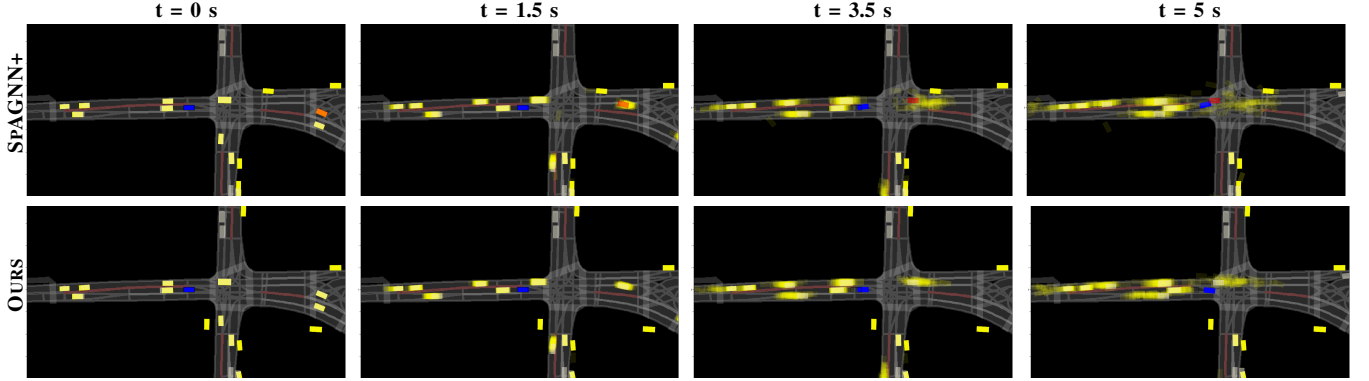 t = 0 s t = 1.5 s t = 3.5 s t = 5 s
SPAGNN+
OURS